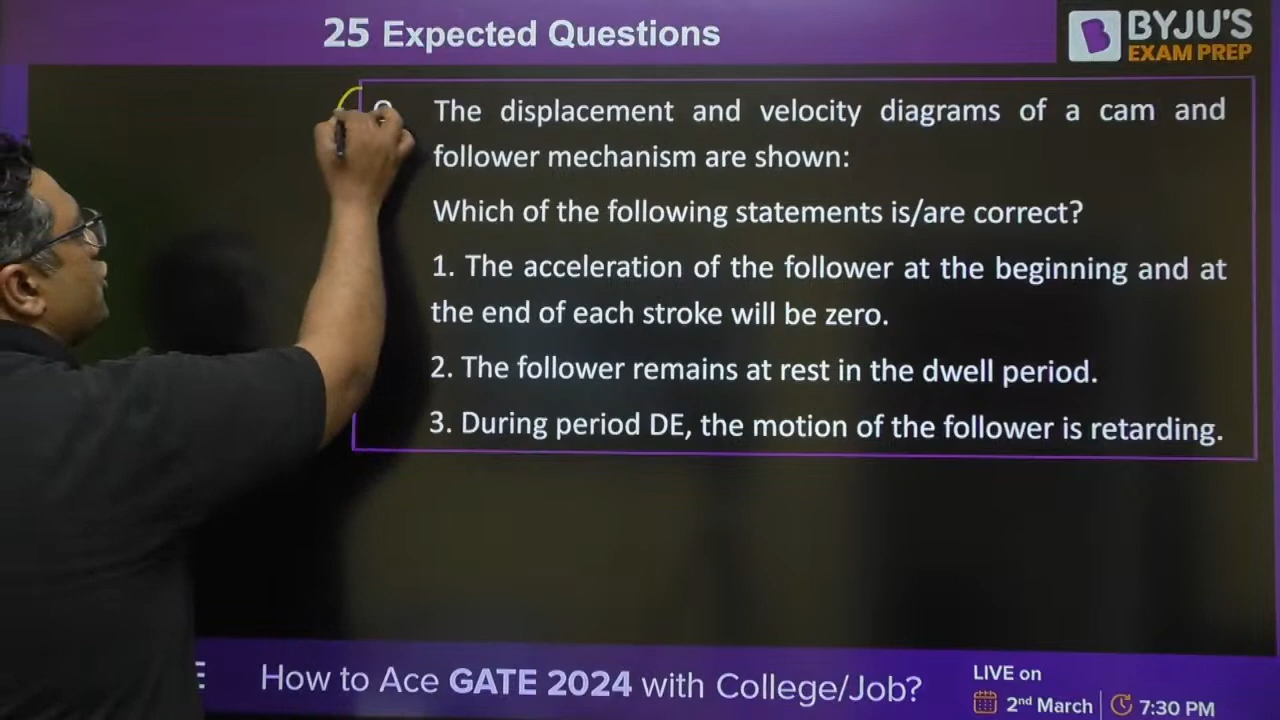 25 Expected Questions
BYJU'S
EXAM PREP
The displacement and velocity diagrams of a cam and
follower mechanism are shown:
Which of the following statements is/are correct?
1. The acceleration of the follower at the beginning and at
the end of each stroke will be zero.
2. The follower remains at rest in the dwell period.
3. During period DE, the motion of the follower is retarding.
How to Ace GATE 2024 with College/Job?
LIVE on
2nd March
7:30 PM